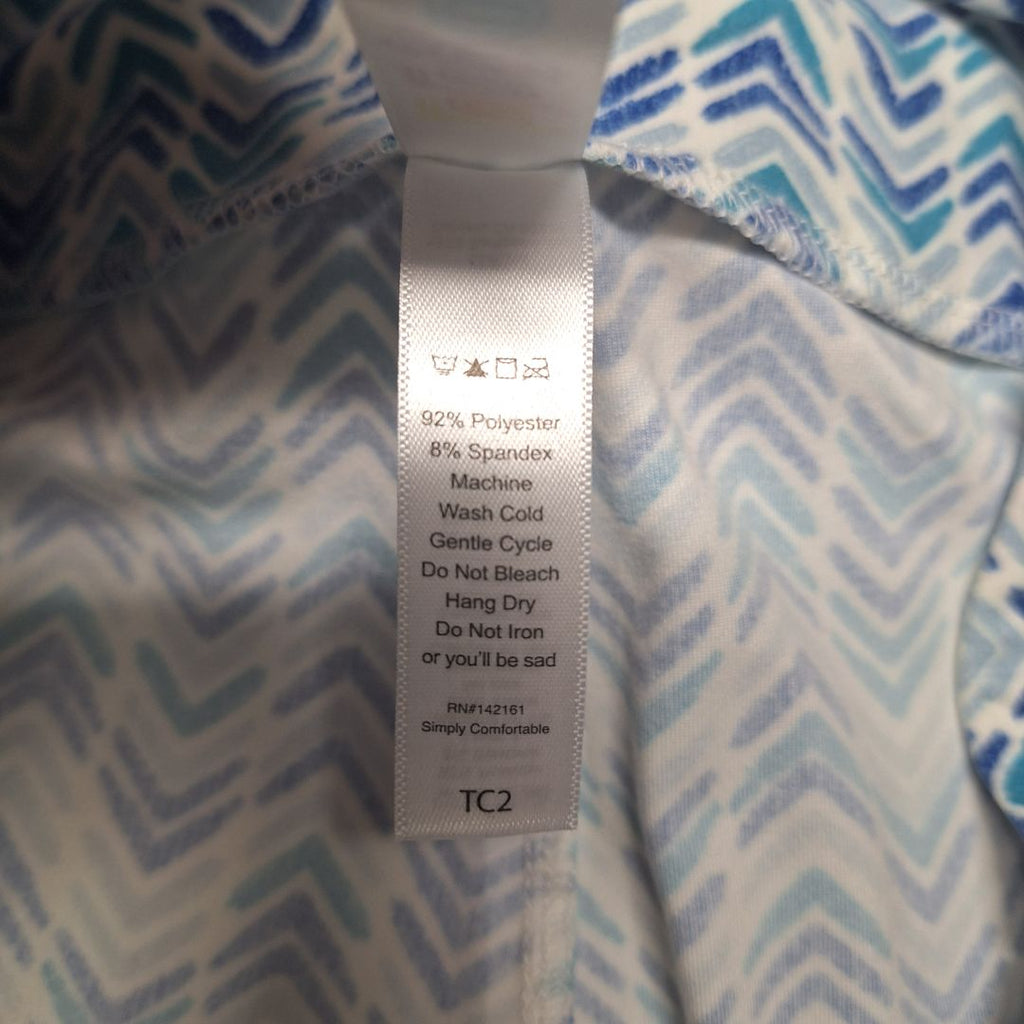 92% Polyester
8% Spandex
Machine
Wash Cold
Gentle Cycle
Do Not Bleach
Hang Dry
Do Not Iron
or you'll be sad
RN#142161
Simply Comfortable
TC2